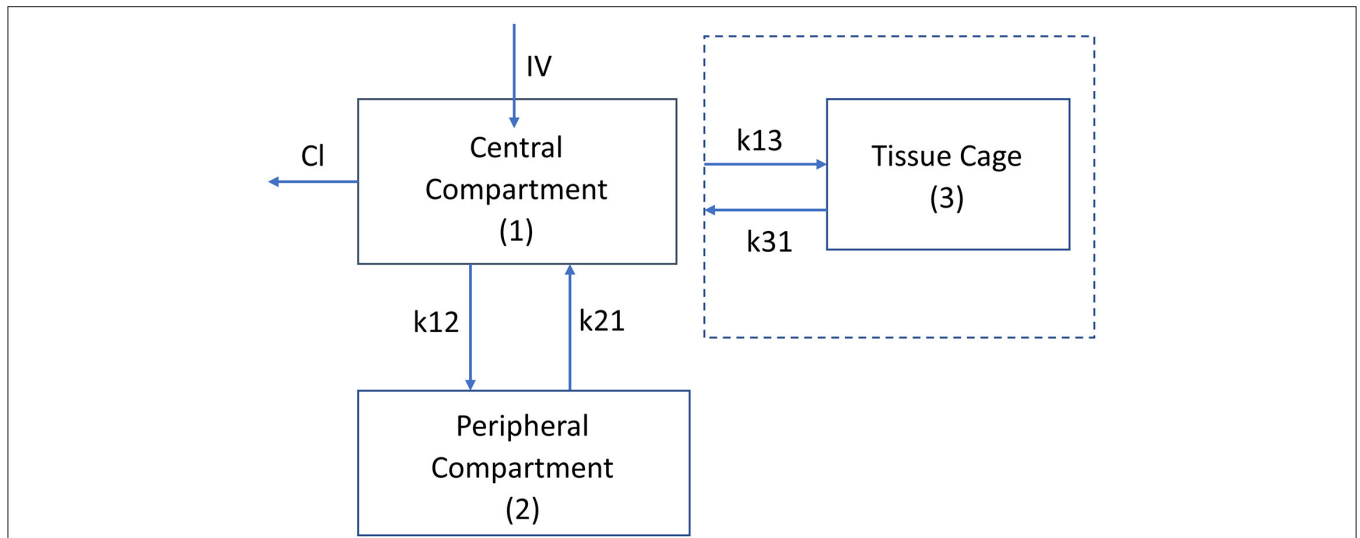 IV
Cl
Central
Compartment
(1)
k13
Tissue Cage
(3)
k31
k12
k21
Peripheral
Compartment
(2)